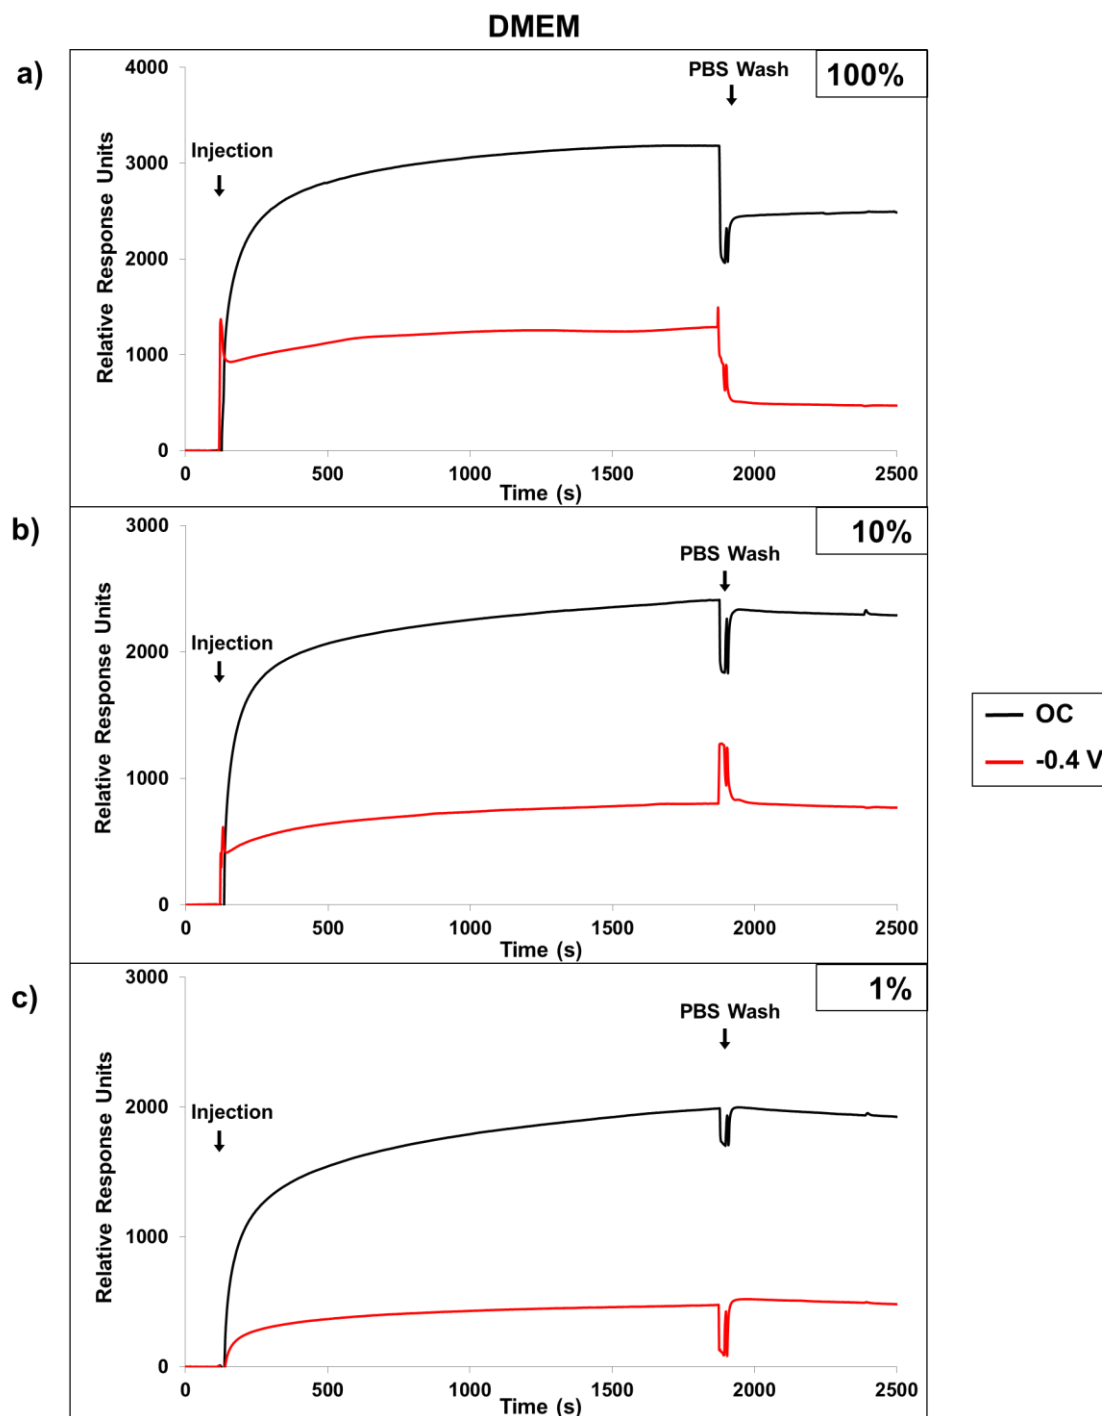 DMEM
a)
100%
PBS Wash
Injection
Relative Response Units
4000
3000
2000
1000
0
0 500 1000 1500 2000 2500
Time (s)
b)
10%
PBS Wash
Injection
Relative Response Units
3000
2000
1000
0
0 500 1000 1500 2000 2500
Time (s)
OC
-0.4 V
c)
1%
PBS Wash
Injection
Relative Response Units
3000
2000
1000
0
0 500 1000 1500 2000 2500
Time (s)